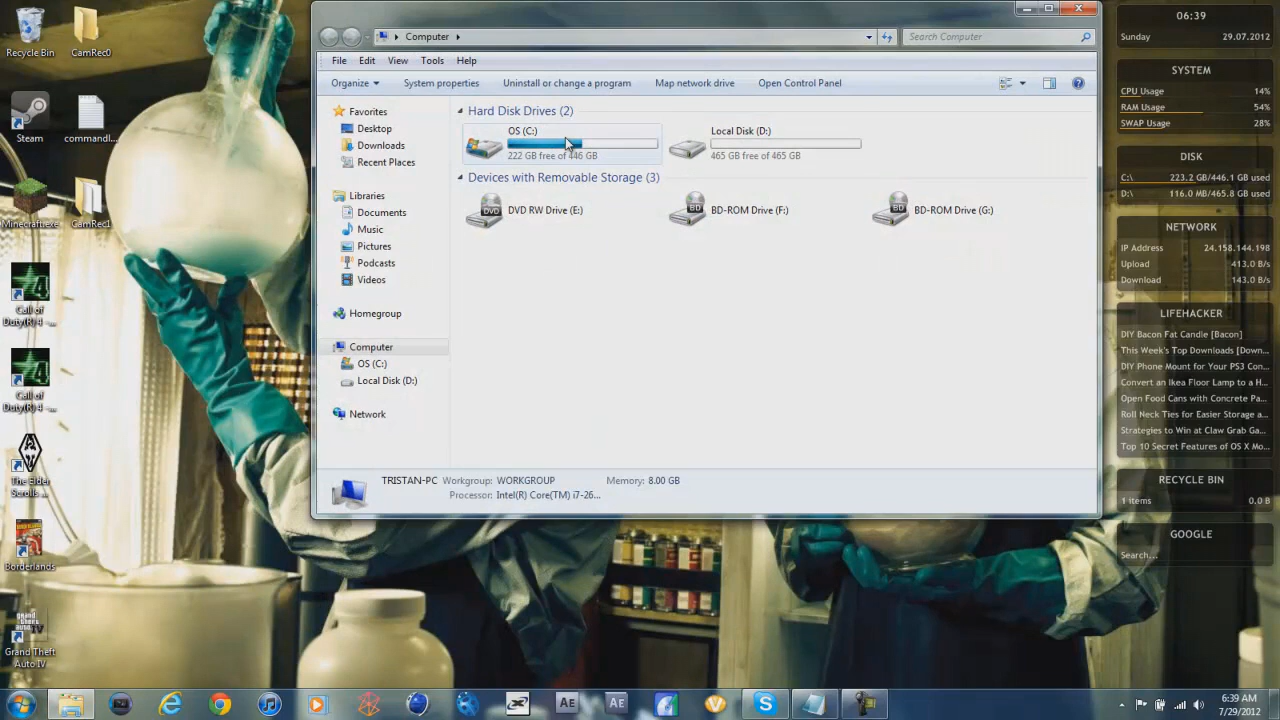 Recycle Bin
CamRec0
Steam
commandl...
Minecraft.exe
CamRec1
Call of
Duty(R) 4 -...
Call of
Duty(R) 4 -...
The Elder
Scrolls ...
Borderlands
Grand Theft
Auto IV
Computer
Search Computer
File Edit View Tools Help
Organize System properties Uninstall or change a program Map network drive Open Control Panel
Favorites
Desktop
Downloads
Recent Places
Libraries
Documents
Music
Pictures
Podcasts
Videos
Homegroup
Computer
OS (C:)
Local Disk (D:)
Network
Hard Disk Drives (2)
OS (C:)
222 GB free of 446 GB
Local Disk (D:)
465 GB free of 465 GB
Devices with Removable Storage (3)
DVD
DVD RW Drive (E:)
BD
BD-ROM Drive (F:)
BD
BD-ROM Drive (G:)
TRISTAN-PC Workgroup: WORKGROUP Memory: 8.00 GB
Processor: Intel(R) Core(TM) i7-26...
06:39
Sunday 29.07.2012
SYSTEM
CPU Usage 14%
RAM Usage 54%
SWAP Usage 28%
DISK
C:\ 223.2 GB/446.1 GB used
D:\ 116.0 MB/465.8 GB used
NETWORK
IP Address 24.158.144.198
Upload 413.0 B/s
Download 143.0 B/s
LIFEHACKER
DIY Bacon Fat Candle [Bacon]
This Week's Top Downloads [Down...
DIY Phone Mount for Your PS3 Con...
Convert an Ikea Floor Lamp to a H...
Open Food Cans with Concrete Pa...
Roll Neck Ties for Easier Storage a...
Strategies to Win at Claw Grab Ga...
Top 10 Secret Features of OS X Mo...
RECYCLE BIN
1 items 0.0 B
GOOGLE
Search...
Ae
Ae
6:39 AM
7/29/2012